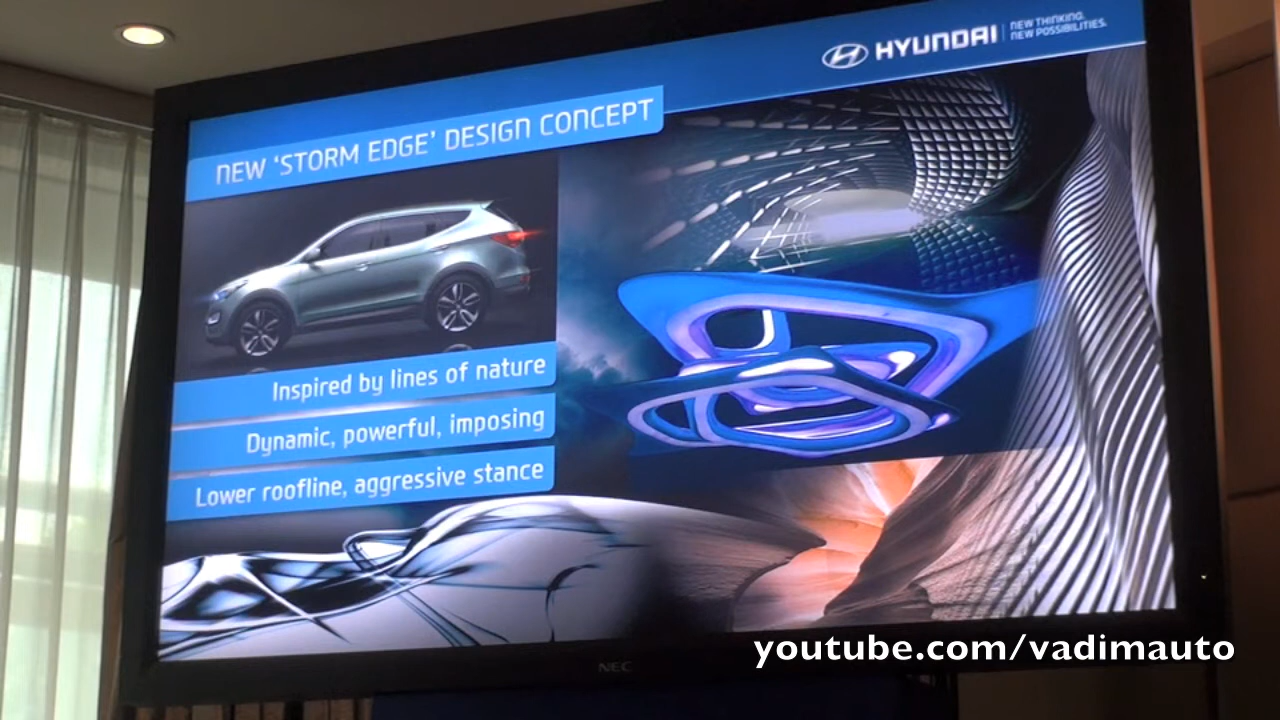 HYUNDAI
NEW THINKING.
NEW POSSIBILITIES.
NEW ‘STORM EDGE’ DESIGN CONCEPT
Inspired by lines of nature
Dynamic, powerful, imposing
Lower roofline, aggressive stance
NEC
youtube.com/vadimauto